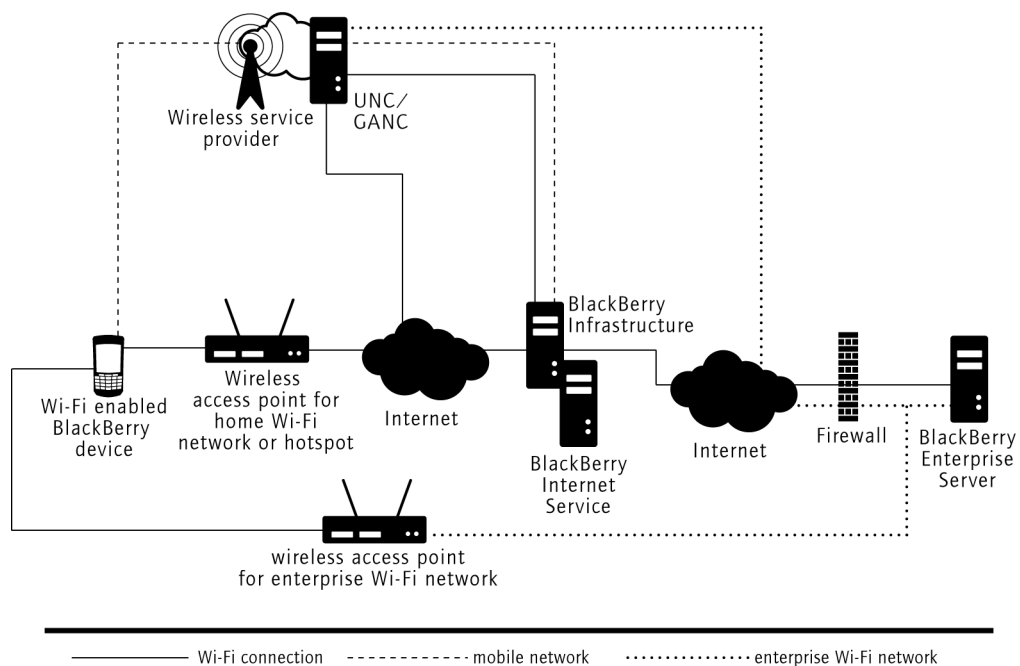 Wireless service
provider
UNC/
GANC
BlackBerry
Infrastructure
Wi-Fi enabled
BlackBerry
device
Wireless
access point for
home Wi-Fi
network or hotspot
Internet
BlackBerry
Internet
Service
Internet
Firewall
BlackBerry
Enterprise
Server
wireless access point
for enterprise Wi-Fi network
Wi-Fi connection
mobile network
enterprise Wi-Fi network